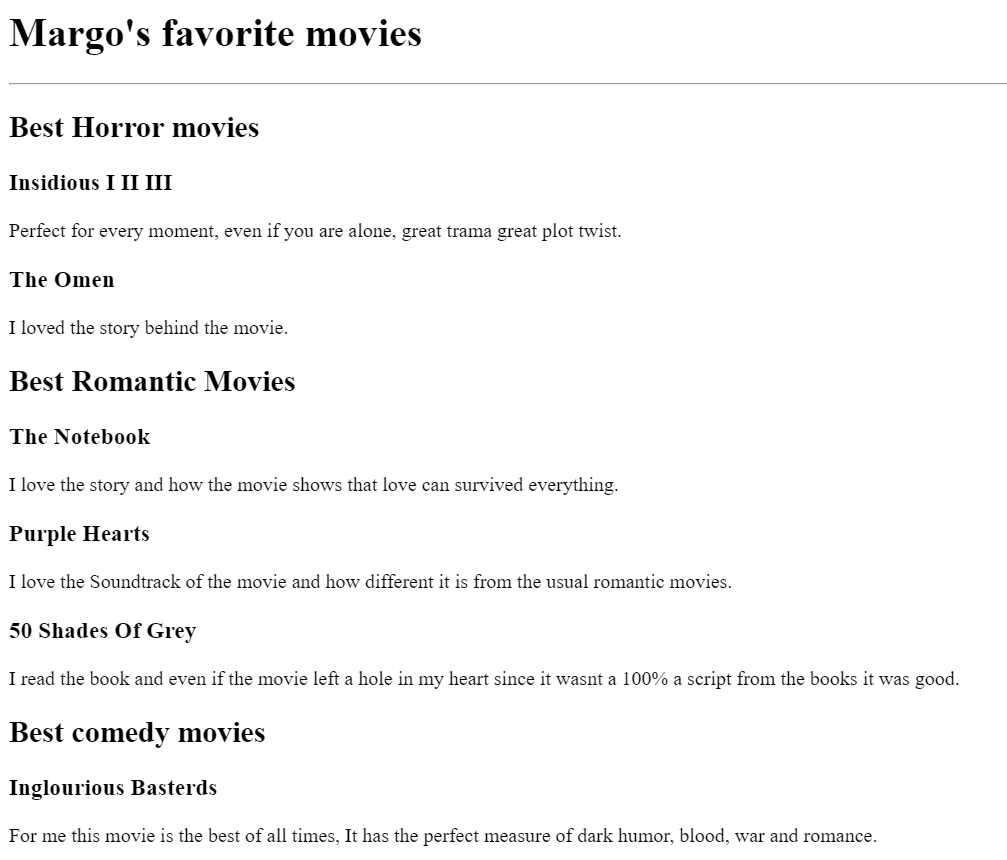 Margo's favorite movies
Best Horror movies
Insidious I II III
Perfect for every moment, even if you are alone, great trama great plot twist.
The Omen
I loved the story behind the movie.
Best Romantic Movies
The Notebook
I love the story and how the movie shows that love can survived everything.
Purple Hearts
I love the Soundtrack of the movie and how different it is from the usual romantic movies.
50 Shades Of Grey
I read the book and even if the movie left a hole in my heart since it wasnt a 100% a script from the books it was good.
Best comedy movies
Inglourious Basterds
For me this movie is the best of all times, It has the perfect measure of dark humor, blood, war and romance.